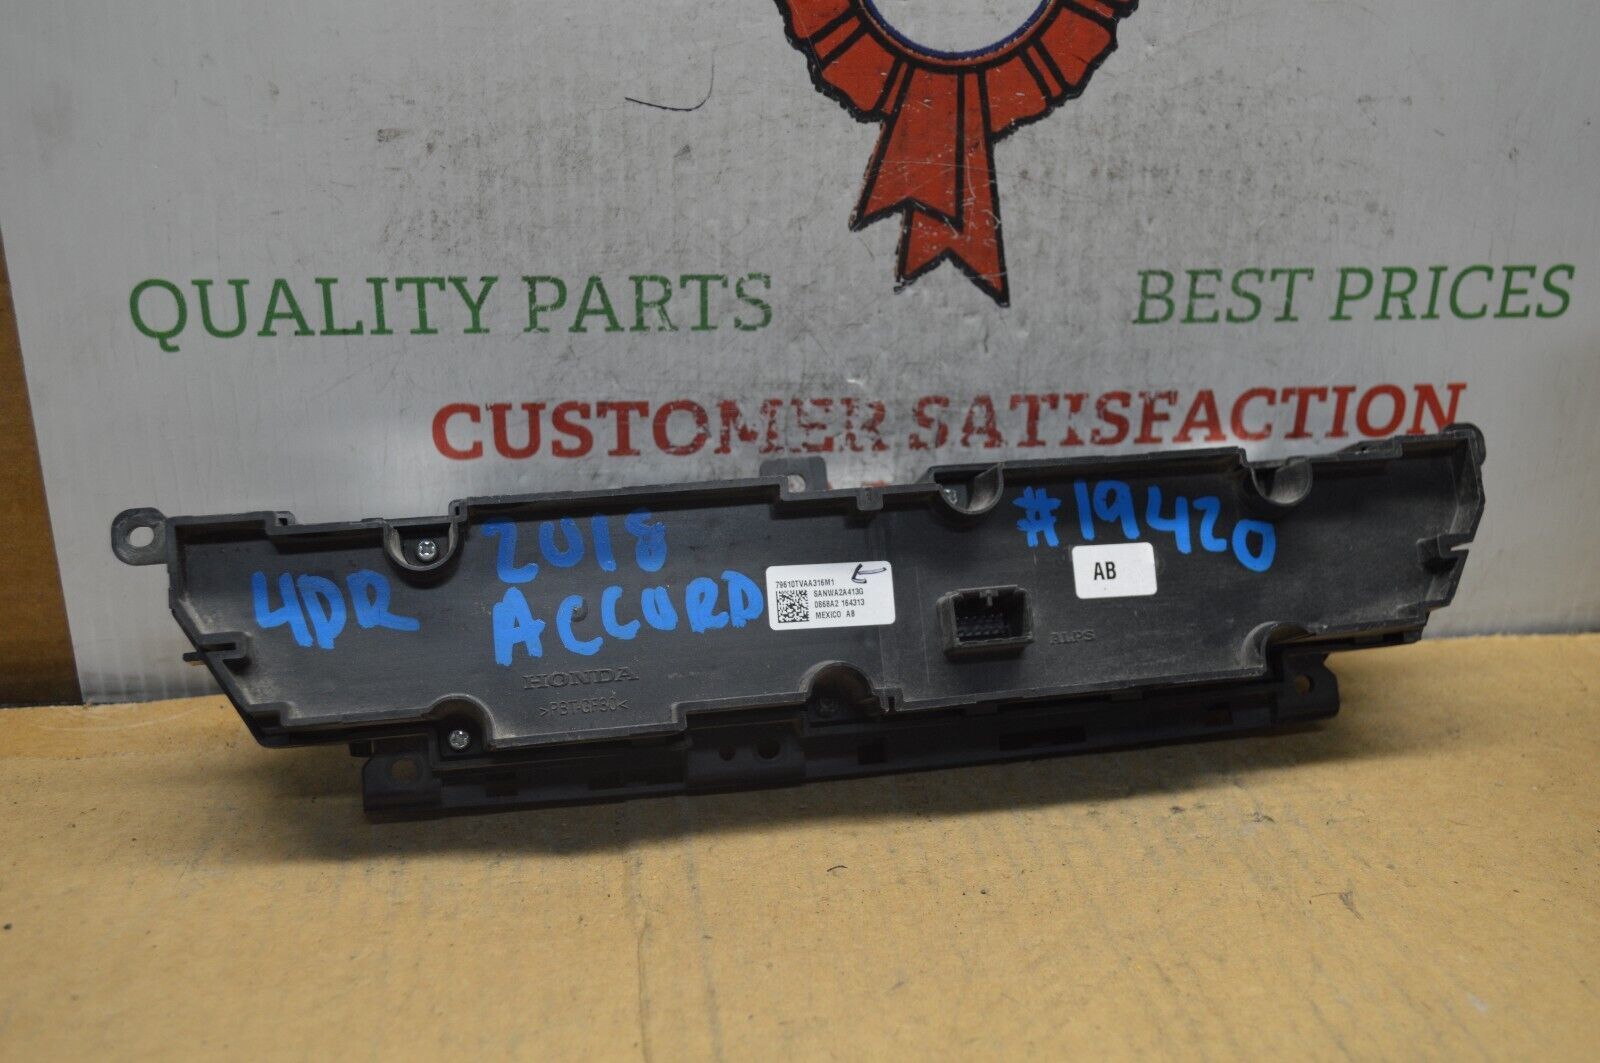 QUALITY PARTS
BEST PRICES
CUSTOMER SATISFACTION
4DR
2018
ACCORD
#19420
79610TVAA316M1
SANWA2A413G
0868A2 164313
MEXICO AB
AB
ALPS
HONDA
>PBT-GF30<